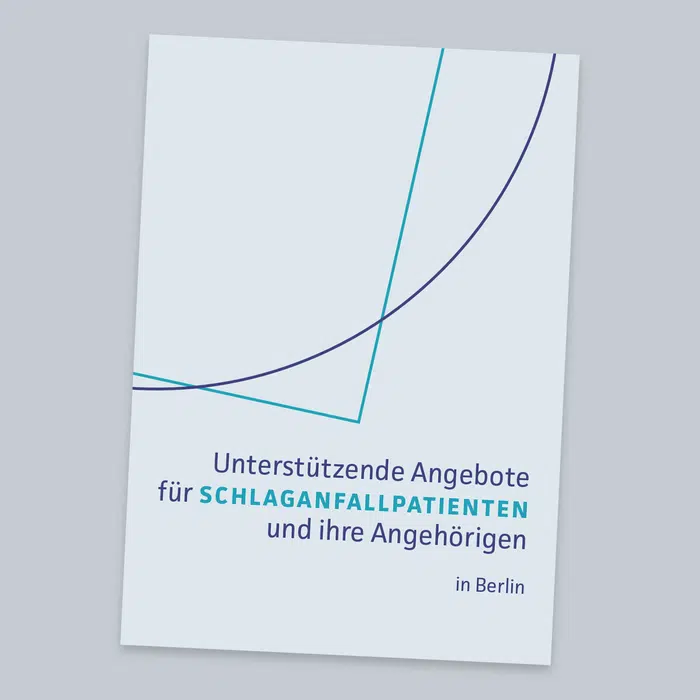 Unterstützende Angebote
für SCHLAGANFALLPATIENTEN
und ihre Angehörigen
in Berlin